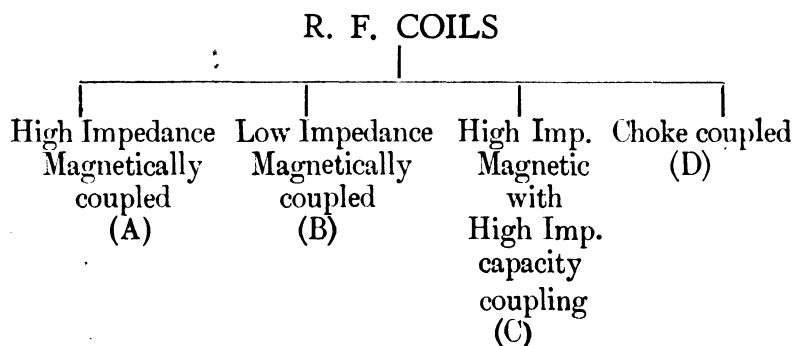 R. F. COILS
High Impedance
Magnetically
coupled
(A)
Low Impedance
Magnetically
coupled
(B)
High Imp.
Magnetic
with
High Imp.
capacity
coupling
(C)
Choke coupled
(D)